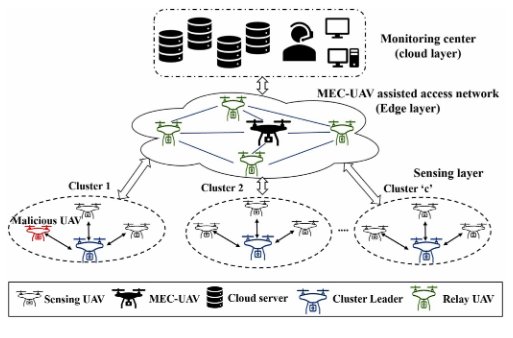 Monitoring center
(cloud layer)
MEC-UAV assisted access network
(Edge layer)
Sensing layer
Cluster 1
Cluster 2
Cluster 'c'
Malicious UAV
....
Sensing UAV
MEC-UAV
Cloud server
Cluster Leader
Relay UAV